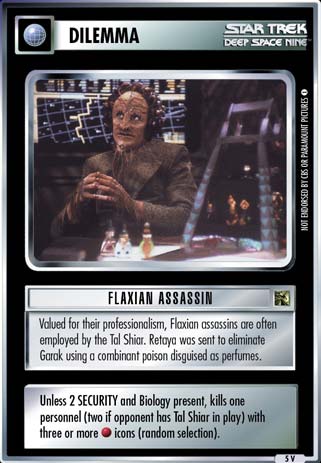 DILEMMA
STAR TREK
DEEP SPACE NINE™
NOT ENDORSED BY CBS OR PARAMOUNT PICTURES
FLAXIAN ASSASSIN
Valued for their professionalism, Flaxian assassins are often
employed by the Tal Shiar. Retaya was sent to eliminate
Garak using a combinant poison disguised as perfumes.
Unless 2 SECURITY and Biology present, kills one
personnel (two if opponent has Tal Shiar in play) with
three or more icons (random selection).
5 V